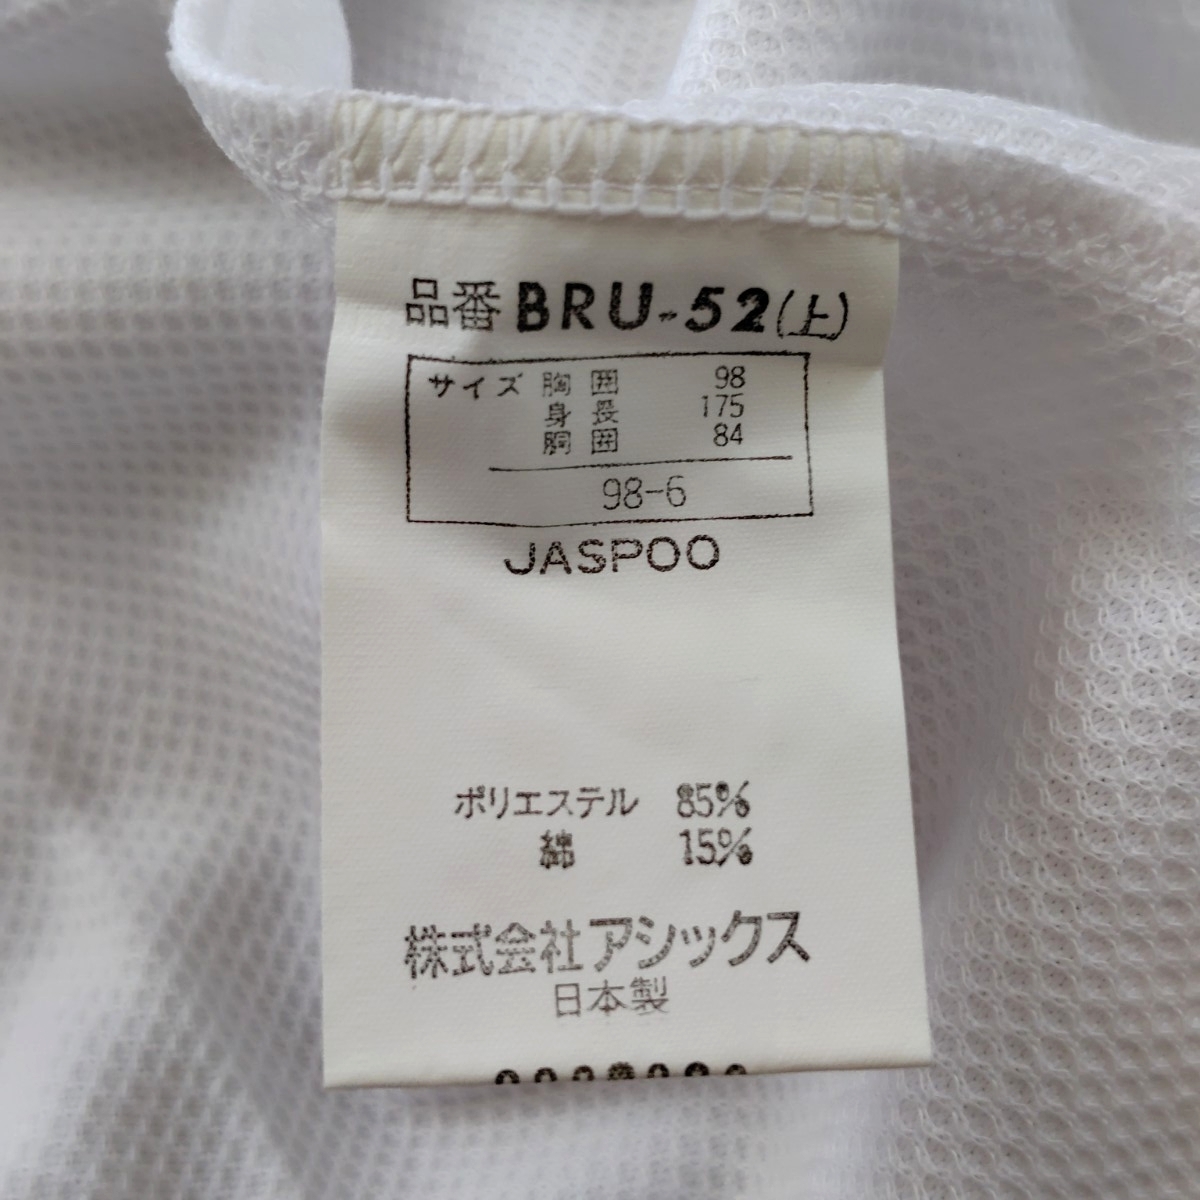 品番 BRU-52(上)
サイズ 胸囲 98
身長 175
胴囲 84
98-6
JASPOO
ポリエステル 85%
綿 15%
株式会社アシックス
日本製